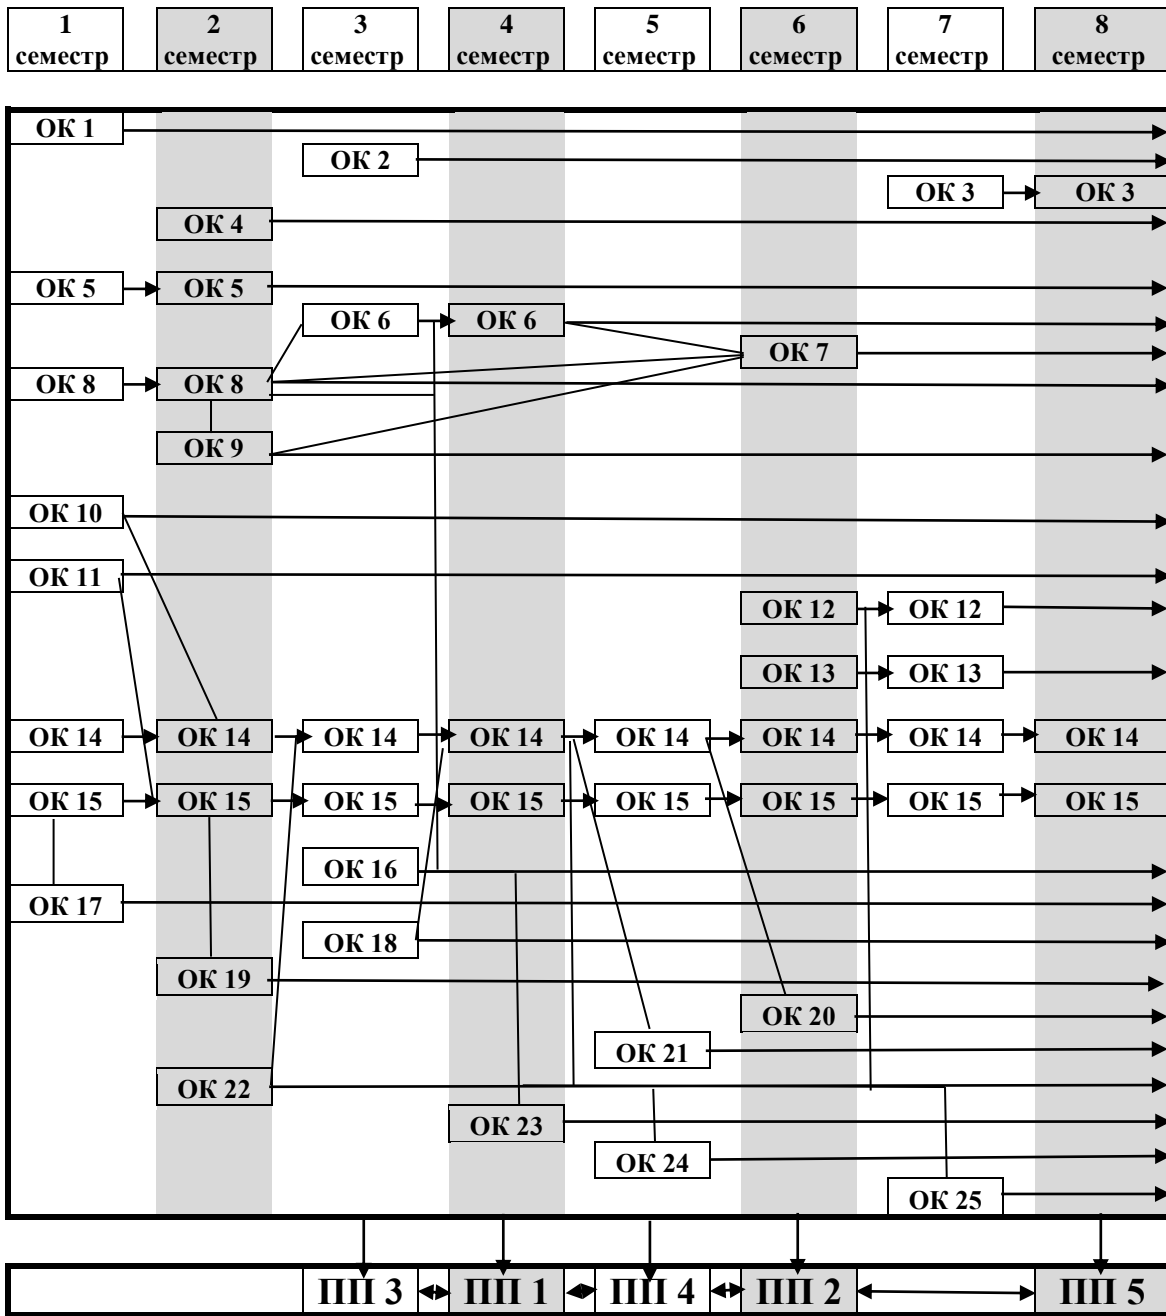 1 семестр
2 семестр
3 семестр
4 семестр
5 семестр
6 семестр
7 семестр
8 семестр
ОК 1
ОК 2
ОК 3 ОК 3
ОК 4
ОК 5 ОК 5
ОК 6 ОК 6
ОК 7
ОК 8 ОК 8
ОК 9
ОК 10
ОК 11
ОК 12 ОК 12
ОК 13 ОК 13
ОК 14 ОК 14 ОК 14 ОК 14 ОК 14 ОК 14 ОК 14 ОК 14
ОК 15 ОК 15 ОК 15 ОК 15 ОК 15 ОК 15 ОК 15 ОК 15
ОК 16
ОК 17
ОК 18
ОК 19
ОК 20
ОК 21
ОК 22
ОК 23
ОК 24
ОК 25
ПП 3 ПП 1 ПП 4 ПП 2 ПП 5